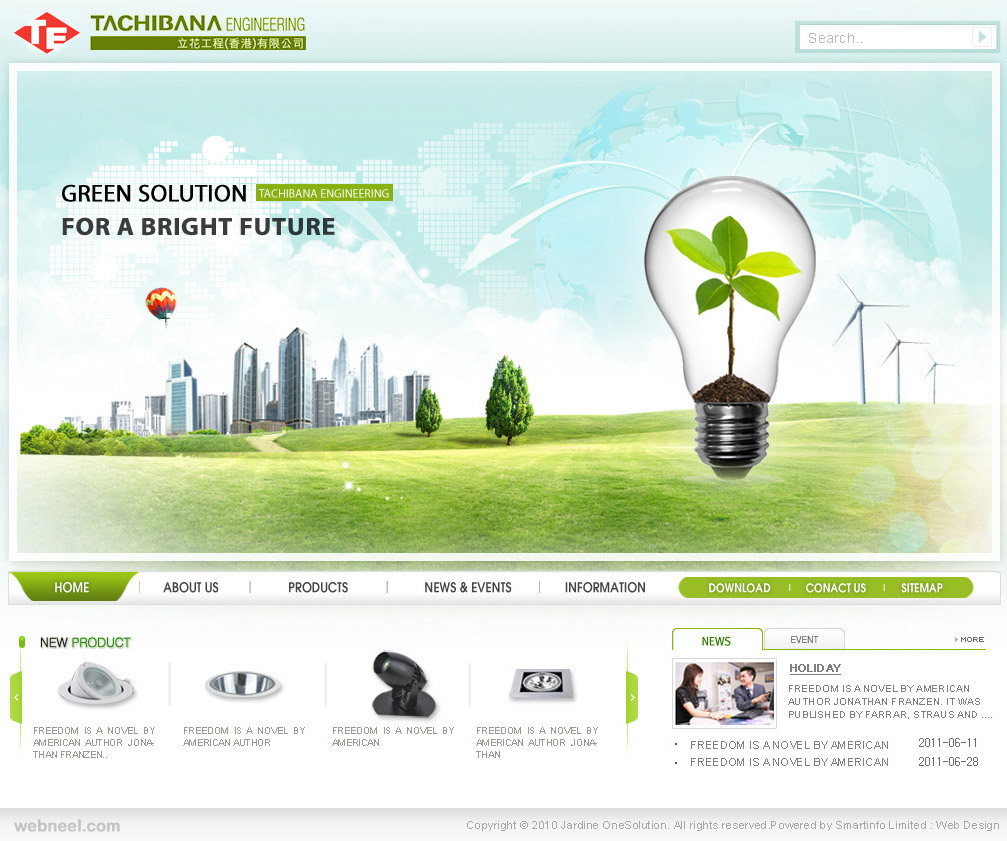 TE
TACHIBANA ENGINEERING
立花工程(香港)有限公司
Search..
GREEN SOLUTION TACHIBANA ENGINEERING
FOR A BRIGHT FUTURE
HOME ABOUT US PRODUCTS NEWS & EVENTS INFORMATION DOWNLOAD CONACT US SITEMAP
NEW PRODUCT
FREEDOM IS A NOVEL BY
AMERICAN AUTHOR JONA-
THAN FRANZEN..
FREEDOM IS A NOVEL BY
AMERICAN AUTHOR
FREEDOM IS A NOVEL BY
AMERICAN
FREEDOM IS A NOVEL BY
AMERICAN AUTHOR JONA-
THAN
NEWS EVENT MORE
HOLIDAY
FREEDOM IS A NOVEL BY AMERICAN
AUTHOR JONATHAN FRANZEN. IT WAS
PUBLISHED BY FARRAR, STRAUS AND ....
• FREEDOM IS A NOVEL BY AMERICAN 2011-06-11
• FREEDOM IS A NOVEL BY AMERICAN 2011-06-28
webneel.com
Copyright © 2010 Jardine OneSolution. All rights reserved.Powered by Smartinfo Limited : Web Design